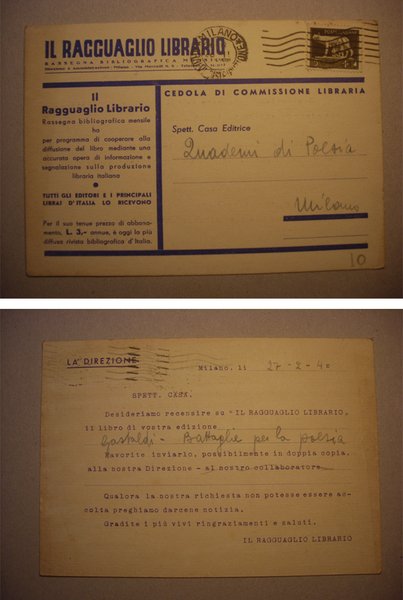 IL RAGGUAGLIO LIBRARIO
RASSEGNA BIBLIOGRAFICA
MILANO
Il
Ragguaglio Librario
Rassegna bibliografica mensile
ha
per programma di cooperare alla
diffusione del libro mediante una
accurata opera di informazione e
segnalazione sulla produzione
libraria italiana
TUTTI GLI EDITORI E I PRINCIPALI
LIBRAI D'ITALIA LO RICEVONO
Per il suo tenue prezzo di abbona-
mento, L. 3,- annue, è oggi la più
diffusa rivista bibliografica d'Italia.
CEDOLA DI COMMISSIONE LIBRARIA
Spett. Casa Editrice
Quaderni di Poesia
Milano
10
LA DIREZIONE
Milano, li 27-2-4
SPETT. CASA.
Desideriamo recensire su "IL RAGGUAGLIO LIBRARIO,
il libro di vostra edizione
Gastaldi - Battaglie per la poesia
Favorite inviarlo, possibilmente in doppia copia,
alla nostra Direzione - al nostro collaboratore
Qualora la nostra richiesta non potesse essere ac-
colta preghiamo darcene notizia.
Gradite i più vivi ringraziamenti e saluti.
IL RAGGUAGLIO LIBRARIO